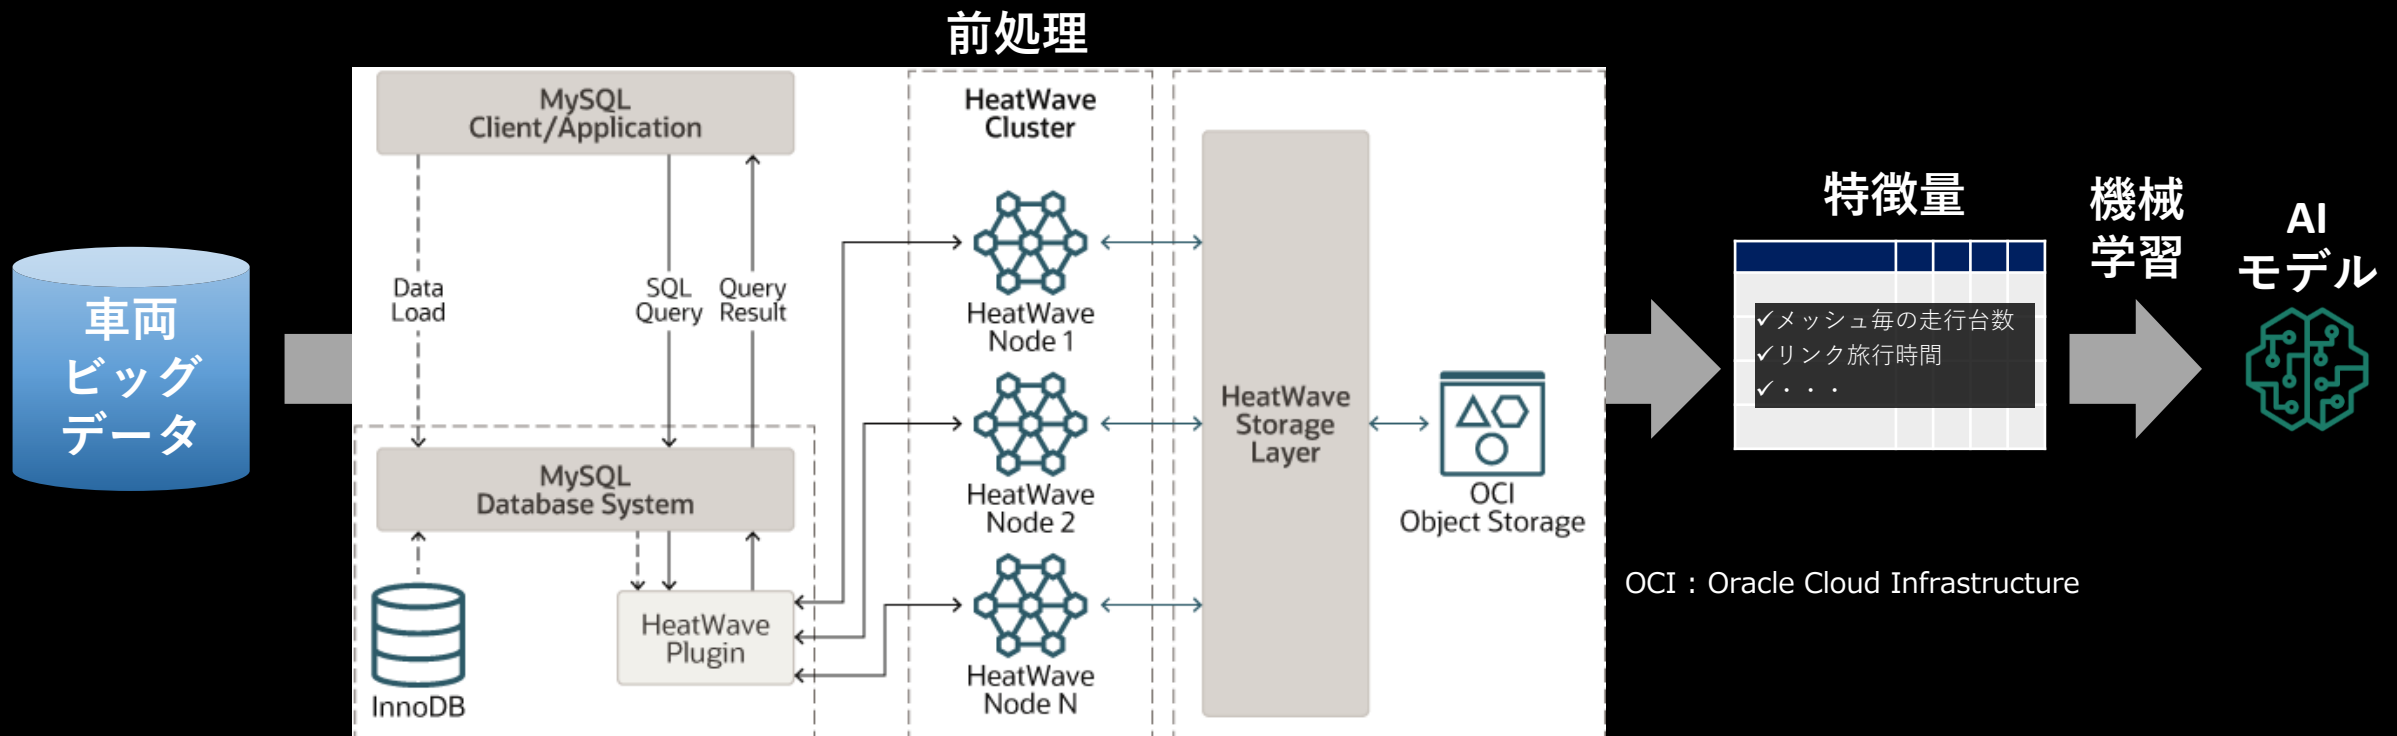 前処理
車両
ビッグ
データ
MySQL
Client/Application
Data
Load
SQL
Query
Query
Result
MySQL
Database System
InnoDB
HeatWave
Plugin
HeatWave
Cluster
HeatWave
Node 1
HeatWave
Node 2
HeatWave
Node N
HeatWave
Storage
Layer
OCI
Object Storage
特徴量
✓メッシュ毎の走行台数
✓リンク旅行時間
✓・・・
機械
学習
AI
モデル
OCI : Oracle Cloud Infrastructure